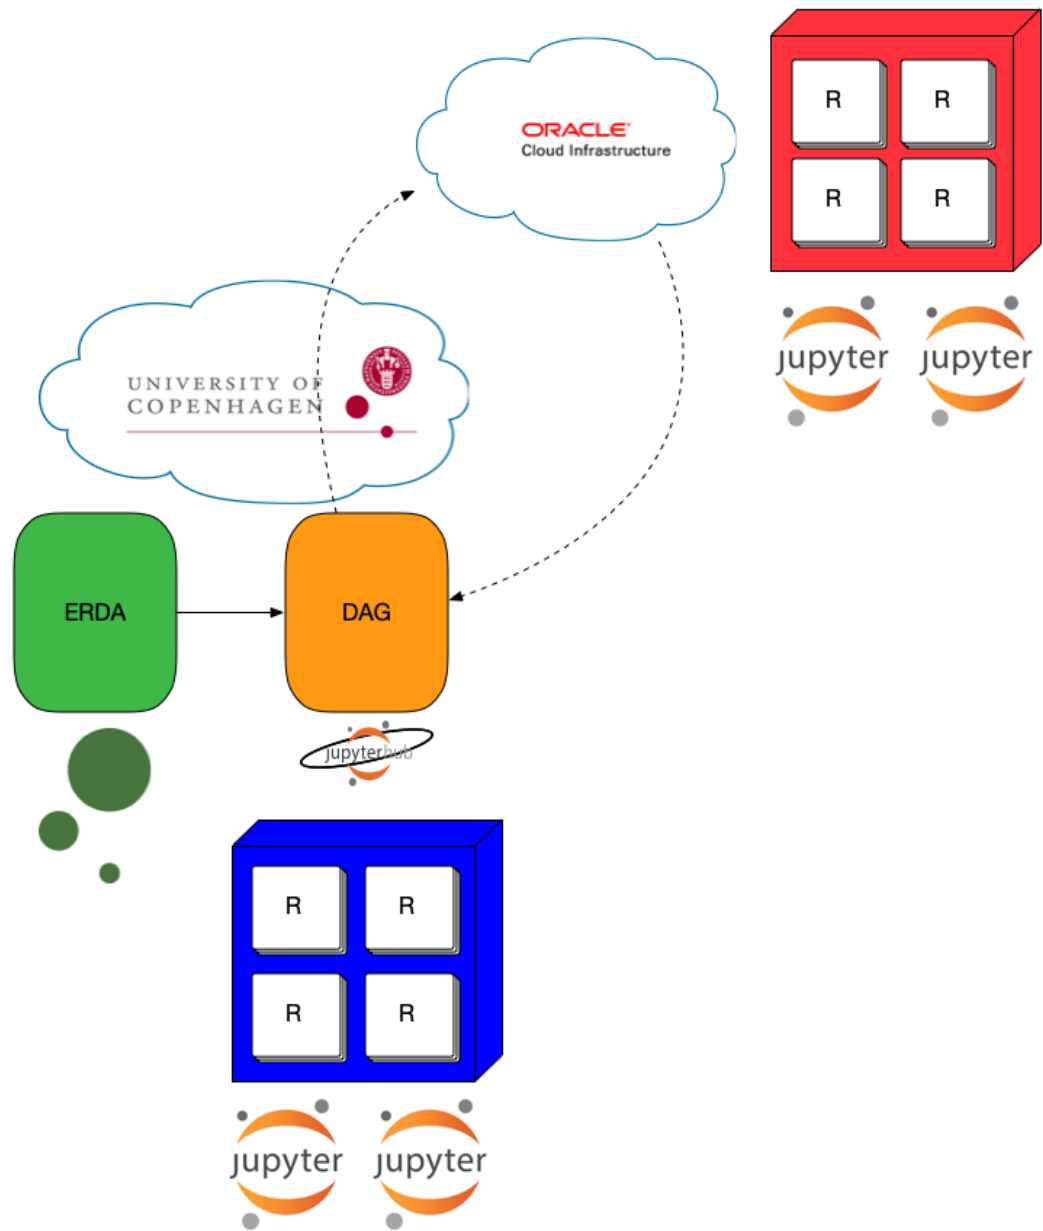 ORACLE
Cloud Infrastructure
R
R
R
R
jupyter
jupyter
UNIVERSITY OF
COPENHAGEN
ERDA
DAG
jupyterhub
R
R
R
R
jupyter
jupyter